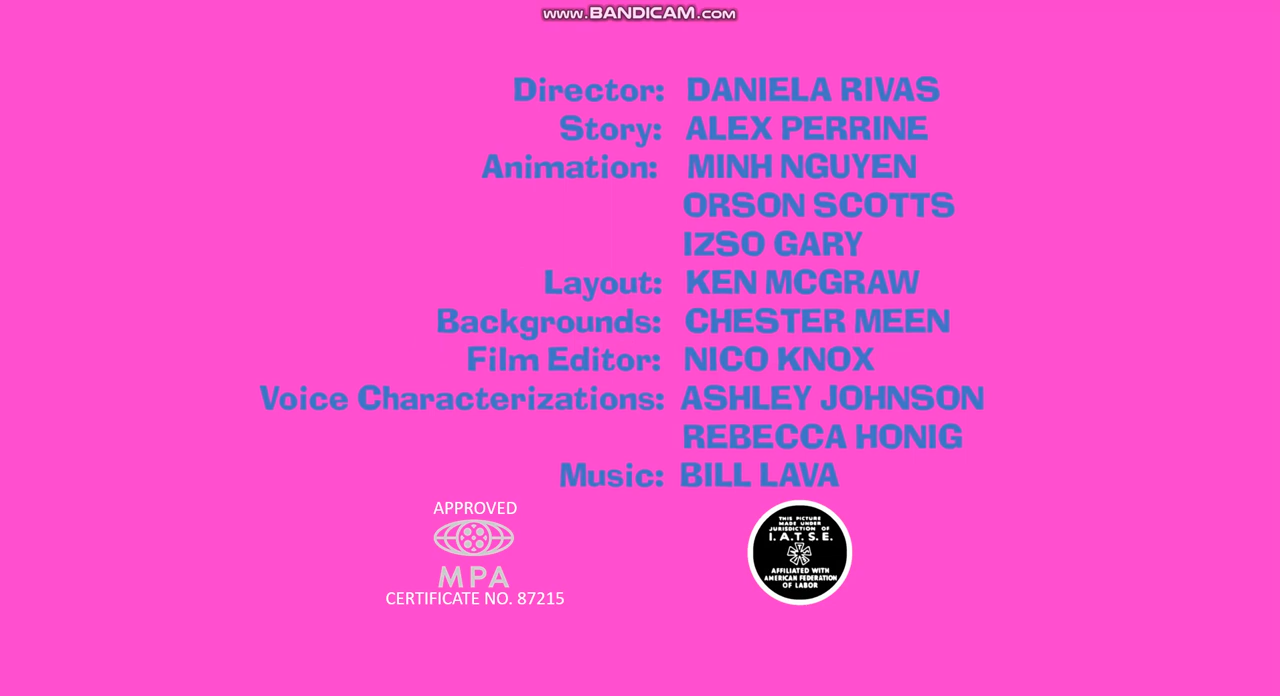 www.BANDICAM.com
Director: DANIELA RIVAS
Story: ALEX PERRINE
Animation: MINH NGUYEN
ORSON SCOTTS
IZSO GARY
Layout: KEN MCGRAW
Backgrounds: CHESTER MEEN
Film Editor: NICO KNOX
Voice Characterizations: ASHLEY JOHNSON
REBECCA HONIG
Music: BILL LAVA
APPROVED
MPA
CERTIFICATE NO. 87215
THIS PICTURE
MADE UNDER
JURISDICTION OF
I.A.T.S.E.
AFFILIATED WITH
AMERICAN FEDERATION
OF LABOR